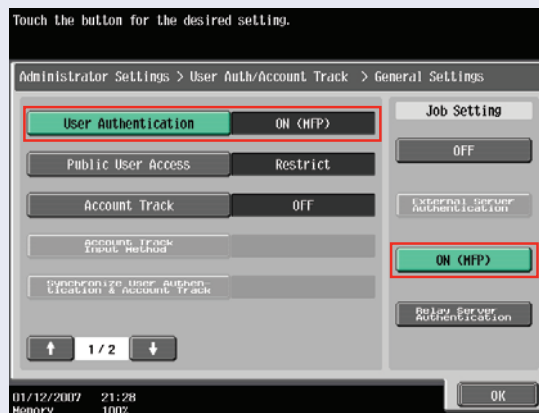 Touch the button for the desired setting.
Administrator Settings > User Auth/Account Track > General Settings
User Authentication ON (MFP)
Public User Access Restrict
Account Track OFF
Account Track
Input Method
Synchronize User Authen-
tication & Account Track
↑ 1/2 ↓
Job Setting
OFF
External Server
Authentication
ON (MFP)
Relay Server
Authentication
01/12/2007 21:28
Memory 100%
OK